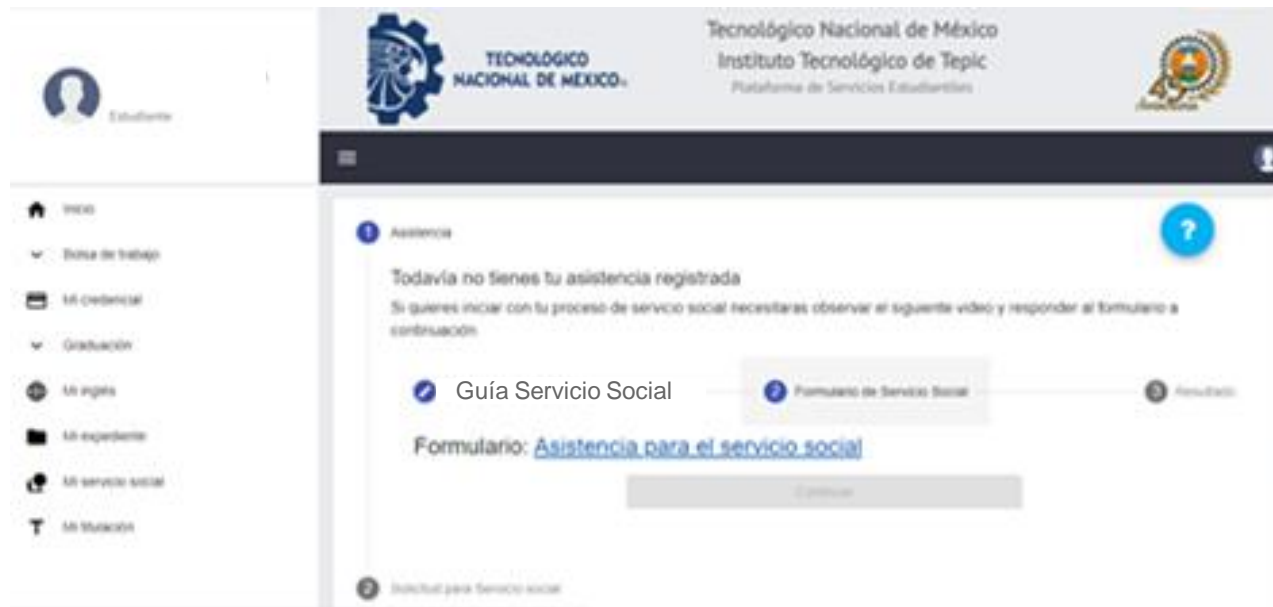 Estudiante
Inicio
Bolsa de trabajo
Mi credencial
Graduación
Mi inglés
Mi expediente
Mi servicio social
Mi titulación
TECNOLÓGICO
NACIONAL DE MÉXICO
Tecnológico Nacional de México
Instituto Tecnológico de Tepic
Plataforma de Servicios Estudiantiles
?
1 Asistencia
Todavía no tienes tu asistencia registrada
Si quieres iniciar con tu proceso de servicio social necesitaras observar el siguiente video y responder al formulario a
continuación
Guía Servicio Social
2 Formulario de Servicio Social
3 Resultado
Formulario: Asistencia para el servicio social
Continuar
2 Solicitud para Servicio social